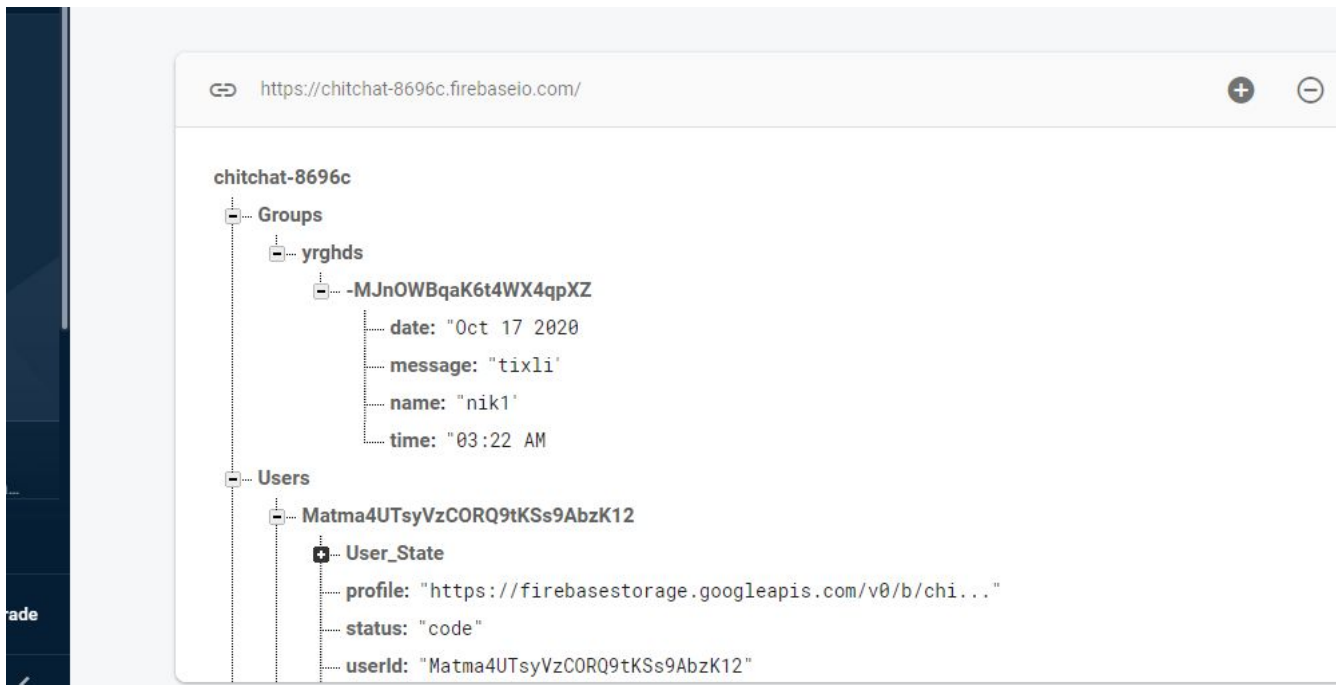 https://chitchat-8696c.firebaseio.com/
chitchat-8696c
Groups
yrghds
-MJnOWBqaK6t4WX4qpXZ
date: "Oct 17 2020
message: "tixli'
name: "nik1'
time: "03:22 AM
Users
Matma4UTsyVzCORQ9tKSs9AbzK12
User_State
profile: "https://firebasestorage.googleapis.com/v0/b/chi..."
status: "code"
userId: "Matma4UTsyVzCORQ9tKSs9AbzK12"
rade